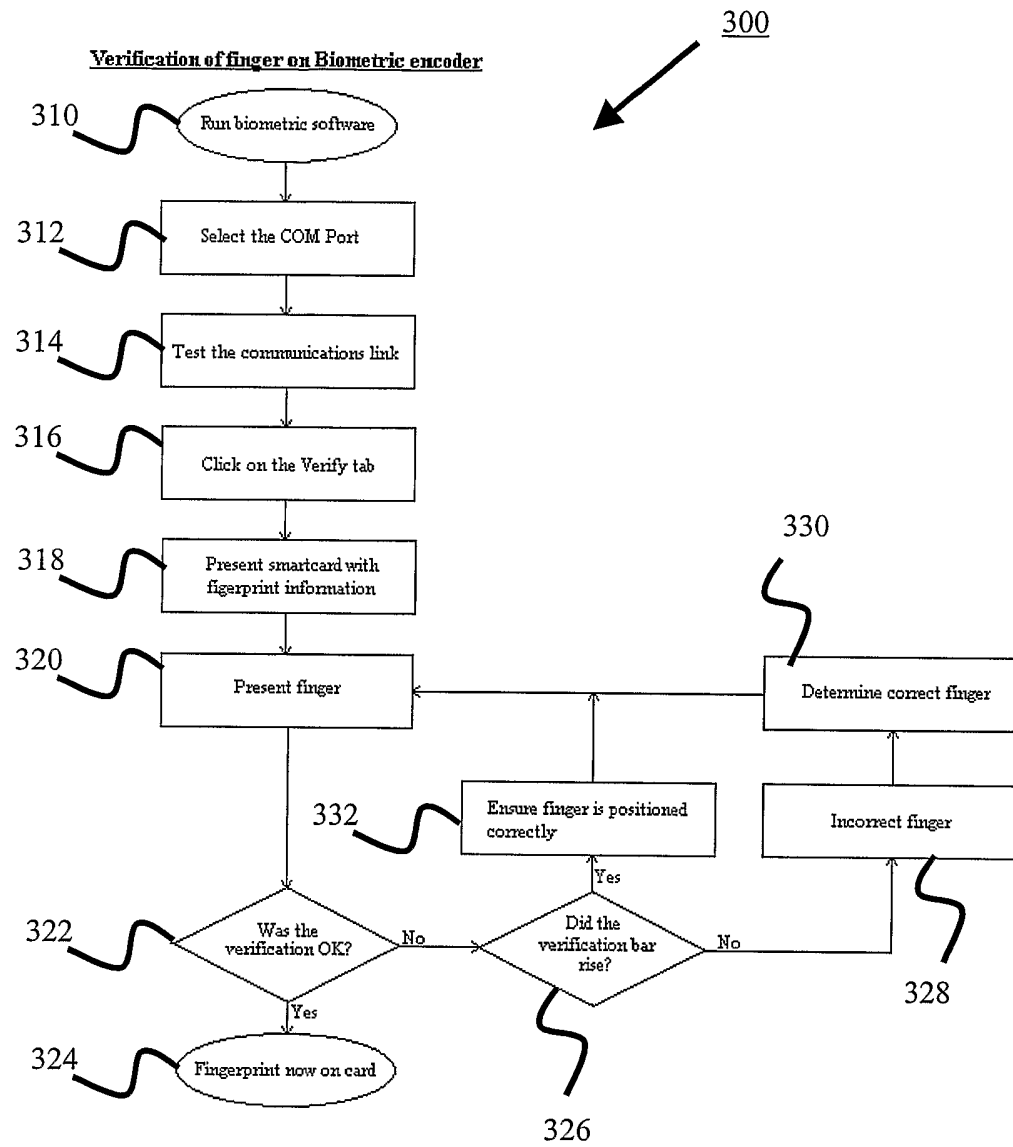 300
Verification of finger on Biometric encoder
310
Run biometric software
312
Select the COM Port
314
Test the communications link
316
Click on the Verify tab
318
Present smartcard with
figerprint information
330
320
Present finger
Determine correct finger
332
Ensure finger is positioned
correctly
Incorrect finger
Yes
322
Was the
verification OK?
No
Did the
verification bar
rise?
No
328
Yes
324
Fingerprint now on card
326